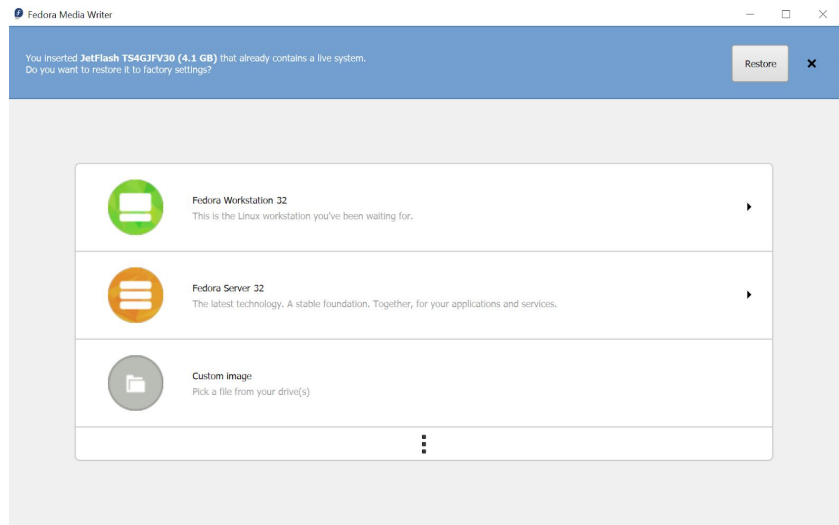 Fedora Media Writer
You inserted JetFlash TS4GJFV30 (4.1 GB) that already contains a live system.
Do you want to restore it to factory settings?
Restore
Fedora Workstation 32
This is the Linux workstation you've been waiting for.
Fedora Server 32
The latest technology. A stable foundation. Together, for your applications and services.
Custom image
Pick a file from your drive(s)